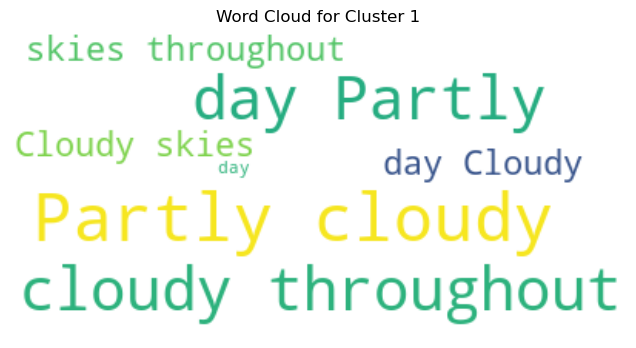 Word Cloud for Cluster 1
skies throughout
day Partly
Cloudy skies
day
day Cloudy
Partly cloudy
cloudy throughout